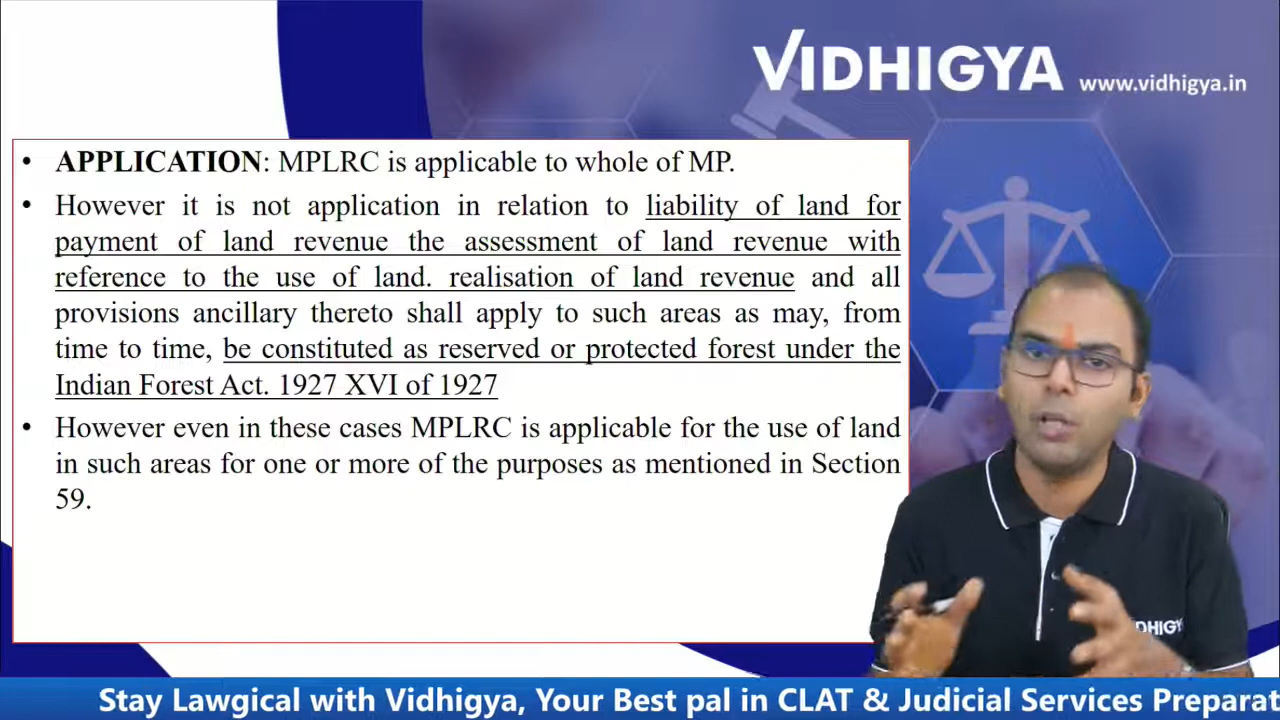 VIDHIGYA
www.vidhigya.in
• APPLICATION: MPLRC is applicable to whole of MP.
• However it is not application in relation to liability of land for
payment of land revenue the assessment of land revenue with
reference to the use of land. realisation of land revenue and all
provisions ancillary thereto shall apply to such areas as may, from
time to time, be constituted as reserved or protected forest under the
Indian Forest Act. 1927 XVI of 1927
• However even in these cases MPLRC is applicable for the use of land
in such areas for one or more of the purposes as mentioned in Section
59.
DHIGY
Stay Lawgical with Vidhigya, Your Best pal in CLAT & Judicial Services Preparat